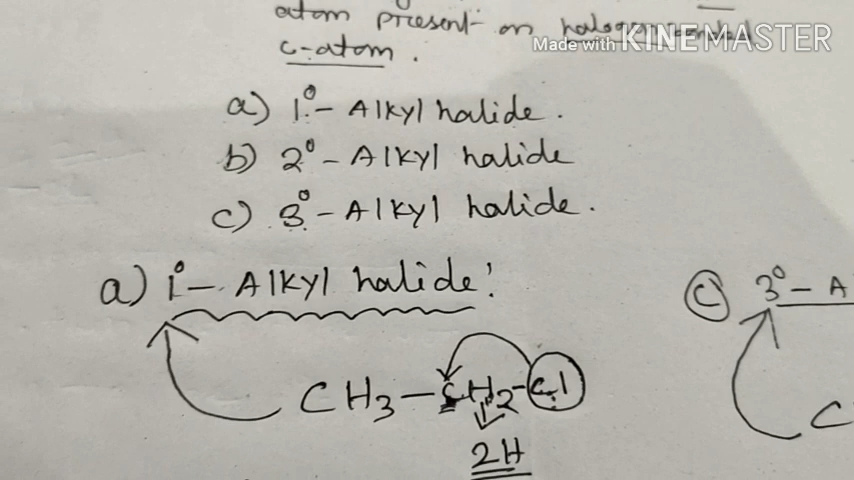 atom present on
c-atom.
Made with KINEMASTER
a) 1° - Alkyl halide.
b) 2° - Alkyl halide
c) 3° - Alkyl halide.
a) 1° - Alkyl halide:
CH3 - CH2 - Cl
2H
C 3° - A
C